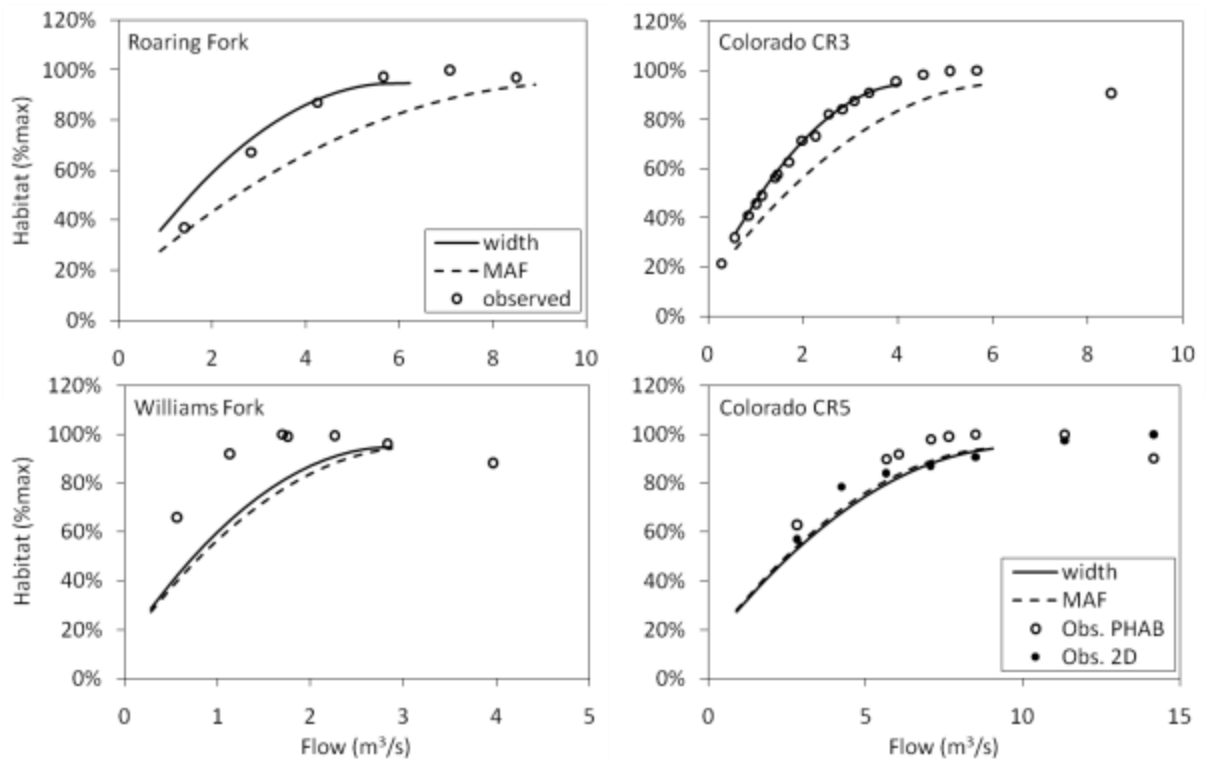 120%
100%
80%
60%
40%
20%
0%
Habitat (%max)
Roaring Fork
width
MAF
observed
0 2 4 6 8 10
120%
100%
80%
60%
40%
20%
0%
Colorado CR3
0 2 4 6 8 10
120%
100%
80%
60%
40%
20%
0%
Habitat (%max)
Williams Fork
0 1 2 3 4 5
Flow (m³/s)
120%
100%
80%
60%
40%
20%
0%
Colorado CR5
width
MAF
Obs. PHAB
Obs. 2D
0 5 10 15
Flow (m³/s)